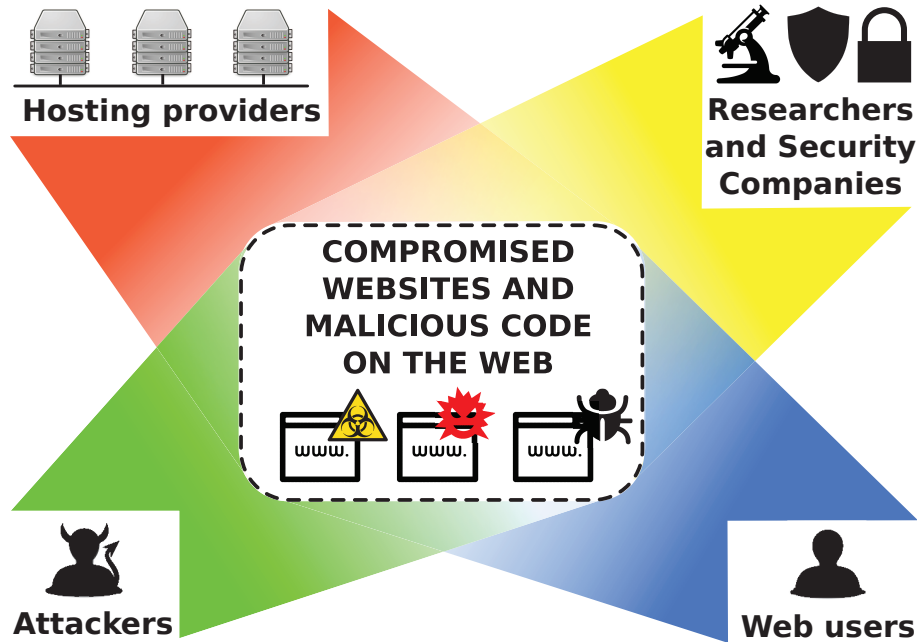 Hosting providers
Researchers
and Security
Companies
COMPROMISED
WEBSITES AND
MALICIOUS CODE
ON THE WEB
www.
www.
www.
Attackers
Web users